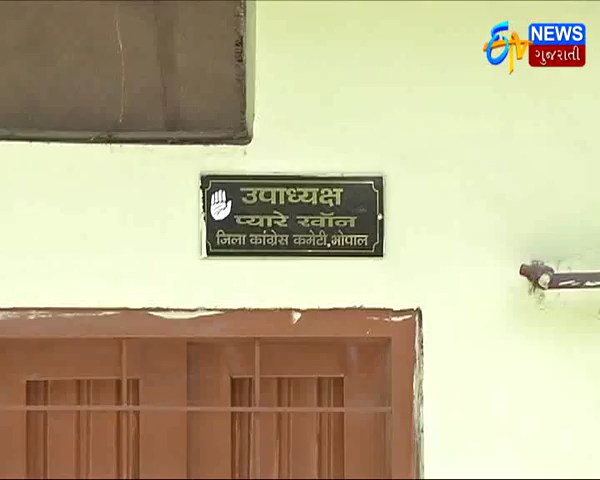 ETV NEWS
ગુજરાતી
उपाध्यक्ष
प्यारे खॉन
जिला कांग्रेस कमेटी,भोपाल